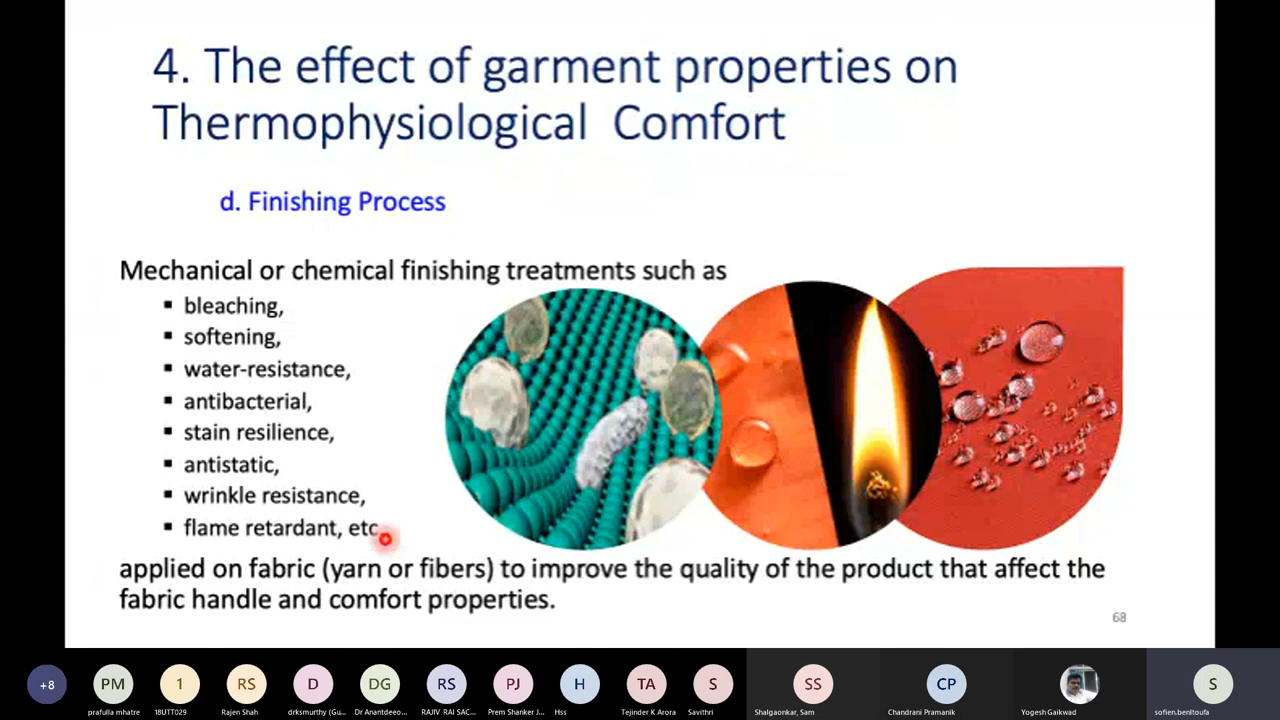 4. The effect of garment properties on
Thermophysiological Comfort
d. Finishing Process
Mechanical or chemical finishing treatments such as
▪ bleaching,
▪ softening,
▪ water-resistance,
▪ antibacterial,
▪ stain resilience,
▪ antistatic,
▪ wrinkle resistance,
▪ flame retardant, etc
applied on fabric (yarn or fibers) to improve the quality of the product that affect the
fabric handle and comfort properties.
68
+8 PM 1 RS D DG RS PJ H TA S SS CP S
prafulla mhatre 18UTT029 Rajen Shah drksmurthy (Gu... Dr Anantdeeo... RAJIV RAI SAC... Prem Shanker J... Hss Tejinder K Arora Savithri Shalgaonkar, Sam Chandrani Pramanik Yogesh Gaikwad sofien.benltoufa